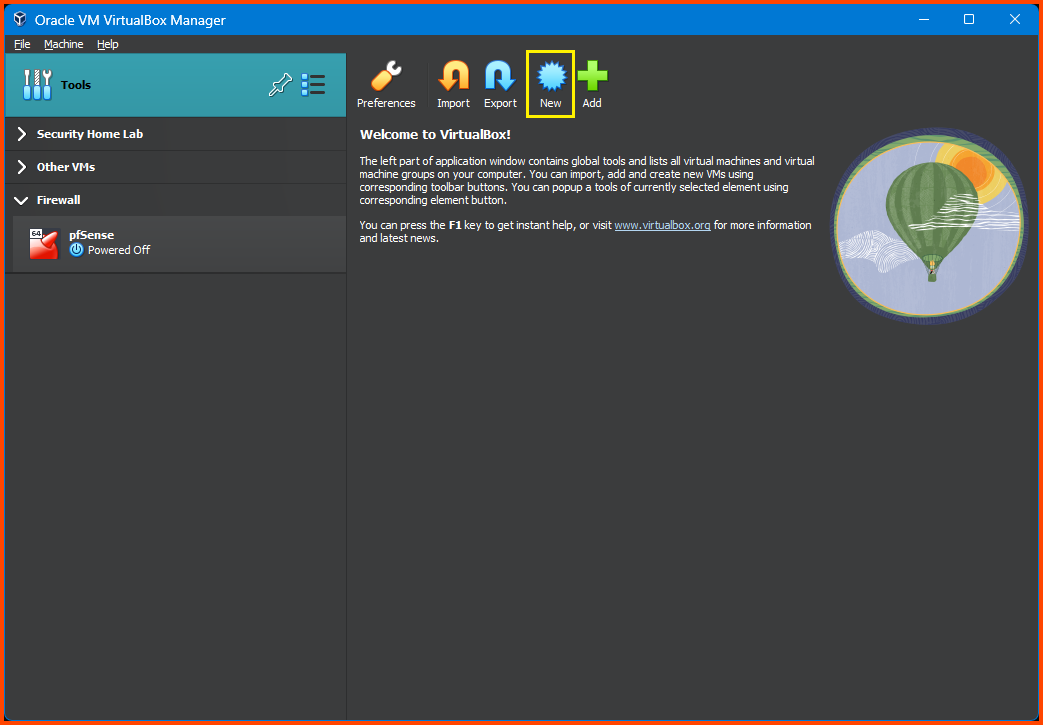 Oracle VM VirtualBox Manager
File Machine Help
Tools
Preferences Import Export New Add
Security Home Lab
Other VMs
Firewall
64
pfSense
Powered Off
Welcome to VirtualBox!
The left part of application window contains global tools and lists all virtual machines and virtual
machine groups on your computer. You can import, add and create new VMs using
corresponding toolbar buttons. You can popup a tools of currently selected element using
corresponding element button.
You can press the F1 key to get instant help, or visit www.virtualbox.org for more information
and latest news.